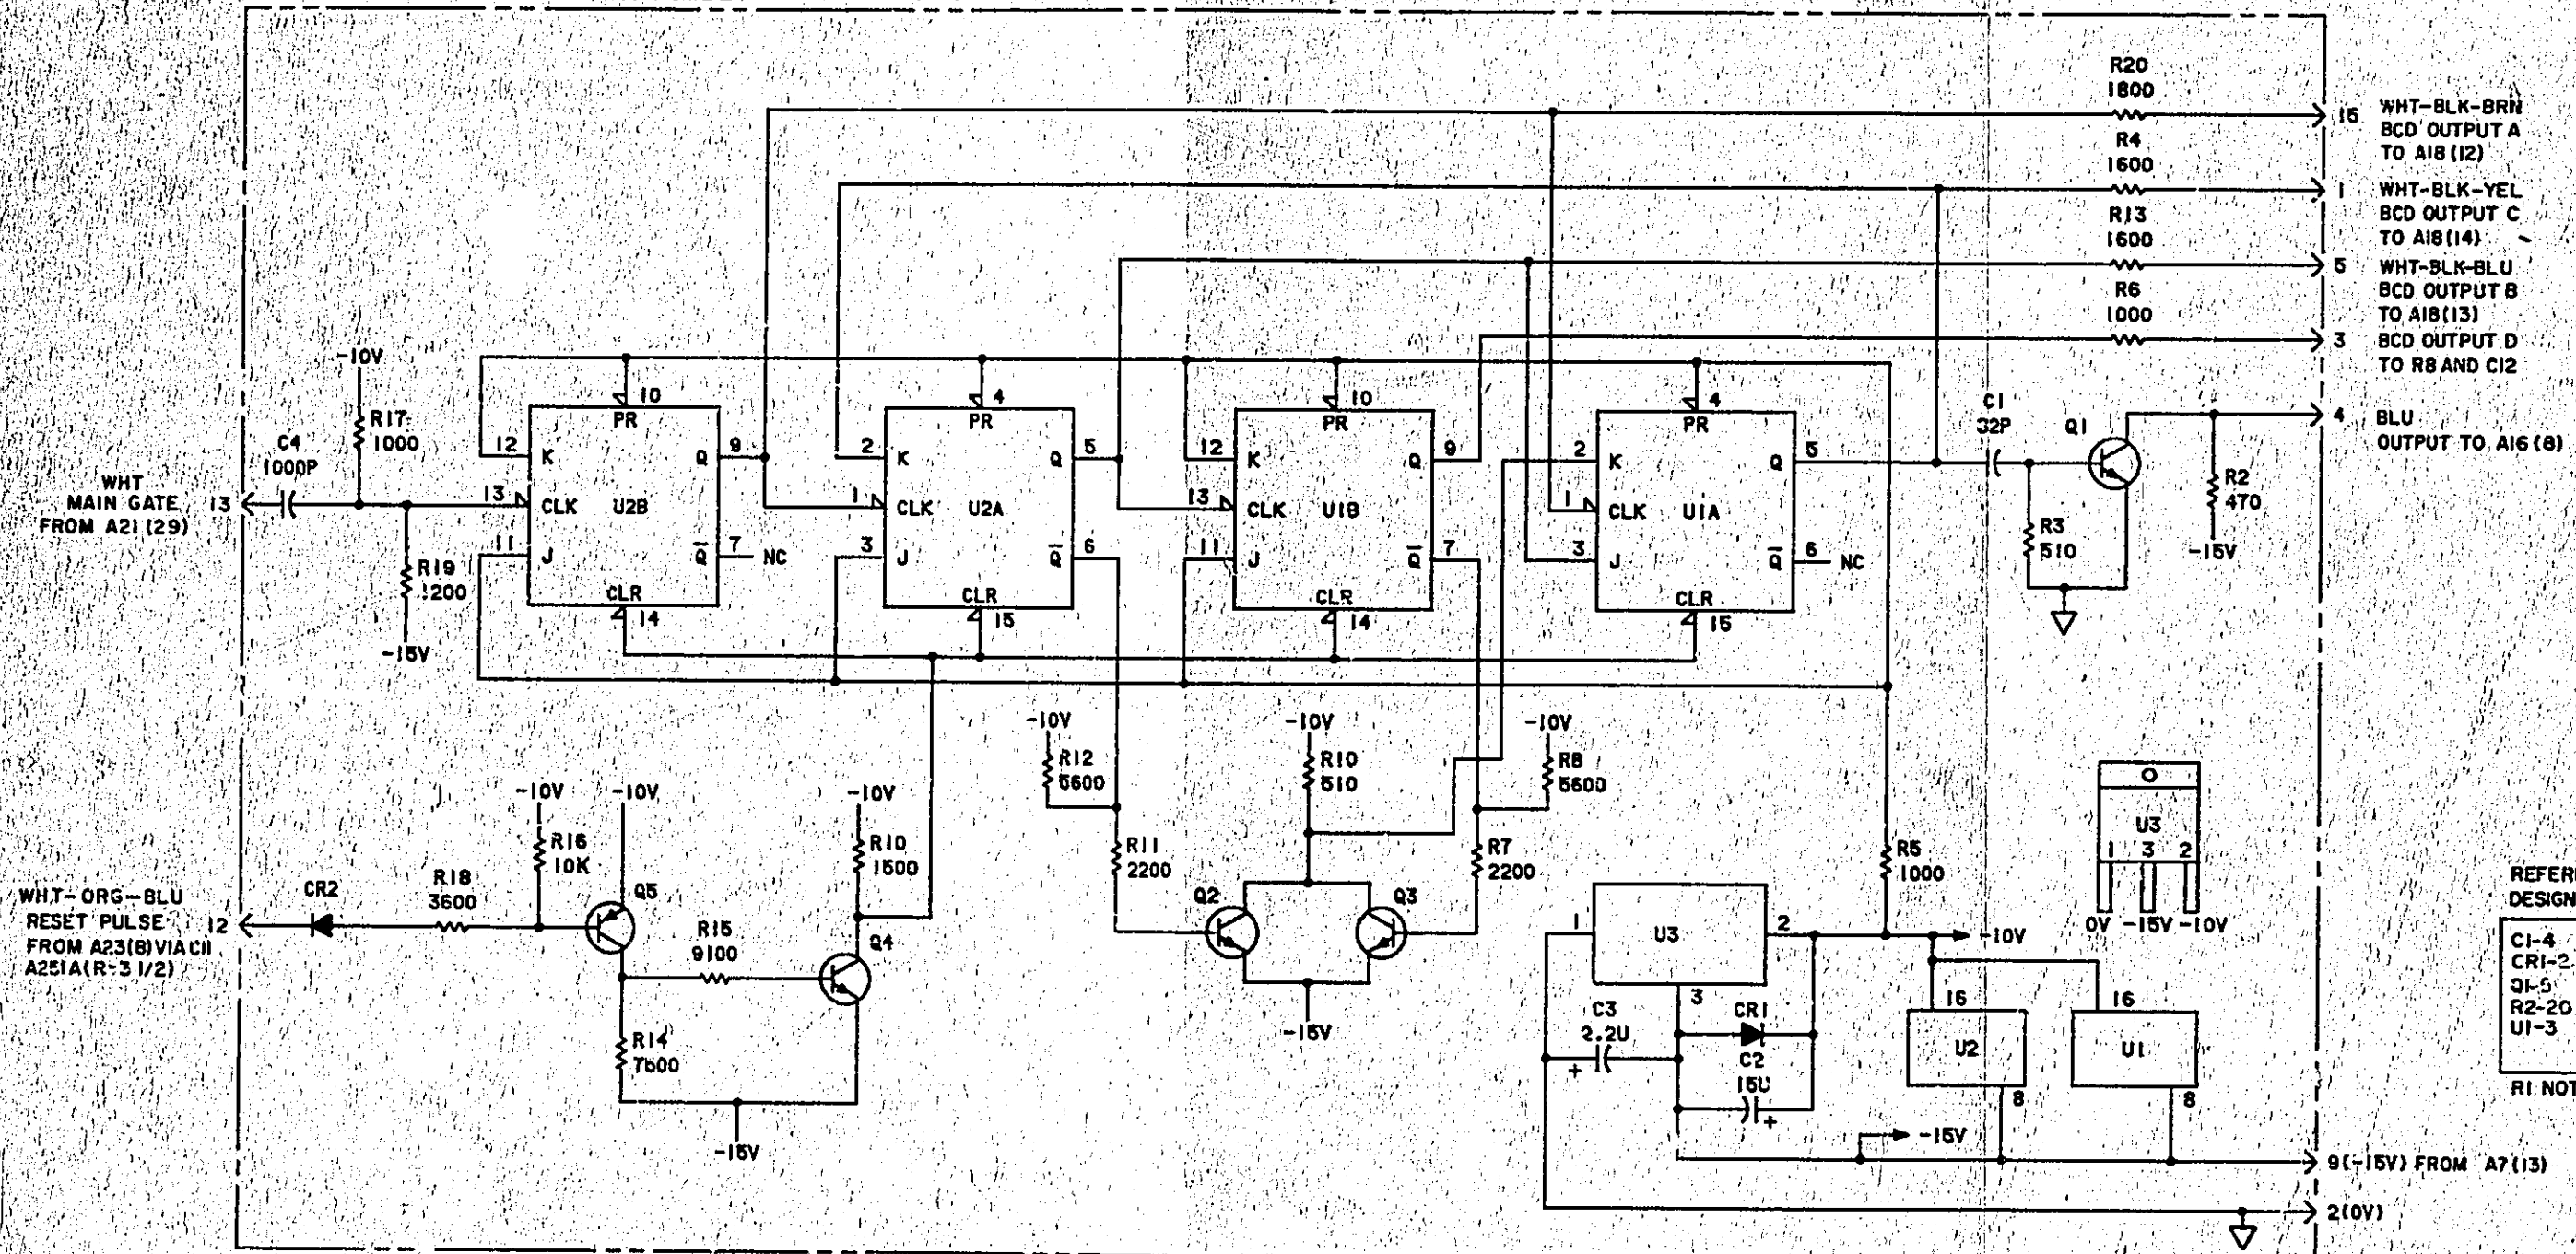 R20
1800
15 WHT-BLK-BRN
BCD OUTPUT A
TO A18(12)
R4
1600
1 WHT-BLK-YEL
BCD OUTPUT C
TO A18(14)
R13
1600
5 WHT-BLK-BLU
BCD OUTPUT B
TO A18(13)
R6
1000
3 BCD OUTPUT D
TO R8 AND C12
4 BLU
OUTPUT TO A16(8)
-10V
R17
1000
C4
1000P
WHT
MAIN GATE 13
FROM A21(29)
R19
1200
-15V
10
PR
12 K
Q 9
13 CLK U2B
11 J
Q 7 NC
CLR
14
4
PR
2 K
Q 5
1 CLK U2A
3 J
Q 6
CLR
15
10
PR
12 K
Q 9
13 CLK U1B
11 J
Q 7
CLR
14
4
PR
2 K
Q 5
1 CLK U1A
3 J
Q 6 NC
CLR
15
C1
32P
Q1
R3
510
R2
470
-15V
-10V
R12
5600
-10V
R10
510
-10V
R8
5600
-10V
R16
10K
-10V
-10V
R10
1500
R11
2200
R7
2200
WHT-ORG-BLU
RESET PULSE 12
FROM A23(8) VIA C11
A251A(R-3 1/2)
CR2
R18
3600
Q5
R15
9100
Q4
R14
-15V
Q2
Q3
-15V
R5
1000
1 U3 2
3
-10V
C3
2.2U
+
CR1
C2
+
-15V
16
U2
8
16
U1
8
U3
1 3 2
0V -15V -10V
REFER
DESIGN
C1-4
CR1-2
Q1-5
R2-20
U1-3
R1 NOT
9(-15V) FROM A7(13)
2(0V)